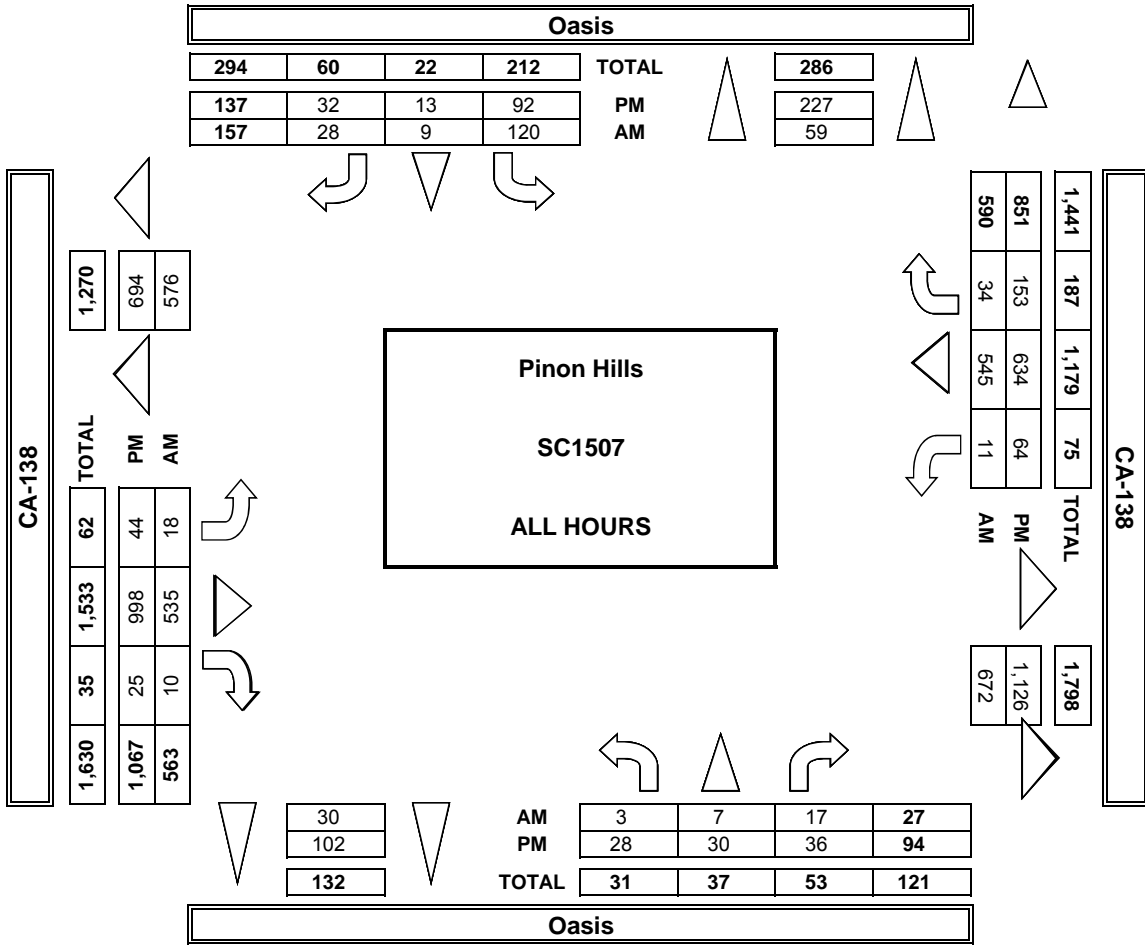 Oasis
294 60 22 212 TOTAL 286
137 32 13 92 PM 227
157 28 9 120 AM 59
CA-138
1,270
694
576
TOTAL 62 1,533 35 1,630
PM 44 998 25 1,067
AM 18 535 10 563
Pinon Hills
SC1507
ALL HOURS
1,441 187 1,179 75 TOTAL 1,798
851 153 634 64 PM 1,126
590 34 545 11 AM 672
CA-138
30 AM 3 7 17 27
102 PM 28 30 36 94
132 TOTAL 31 37 53 121
Oasis